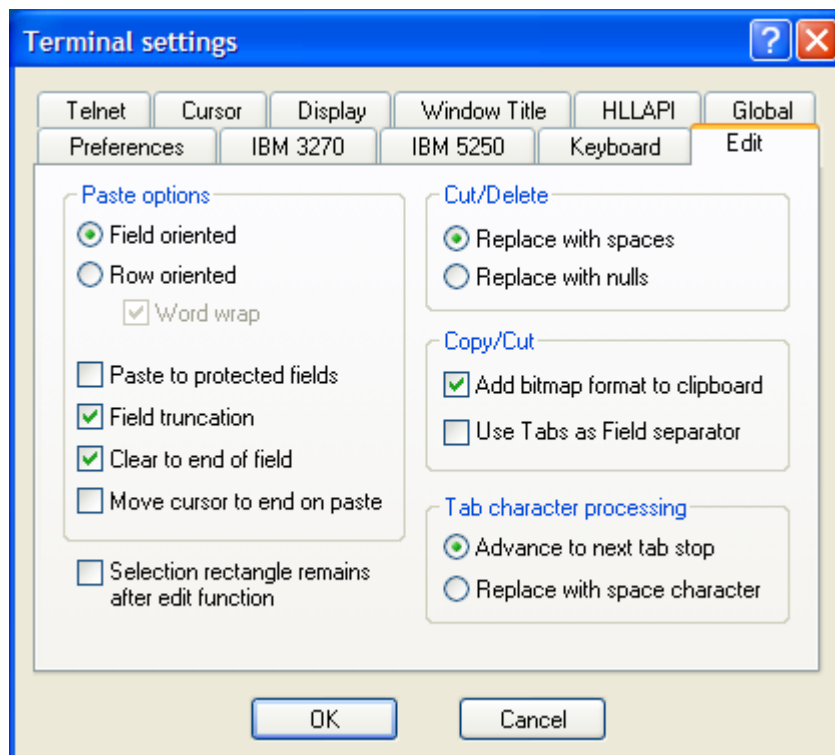 Terminal settings
Telnet
Cursor
Display
Window Title
HLLAPI
Global
Preferences
IBM 3270
IBM 5250
Keyboard
Edit
Paste options
Field oriented
Row oriented
Word wrap
Paste to protected fields
Field truncation
Clear to end of field
Move cursor to end on paste
Selection rectangle remains
after edit function
Cut/Delete
Replace with spaces
Replace with nulls
Copy/Cut
Add bitmap format to clipboard
Use Tabs as Field separator
Tab character processing
Advance to next tab stop
Replace with space character
OK
Cancel